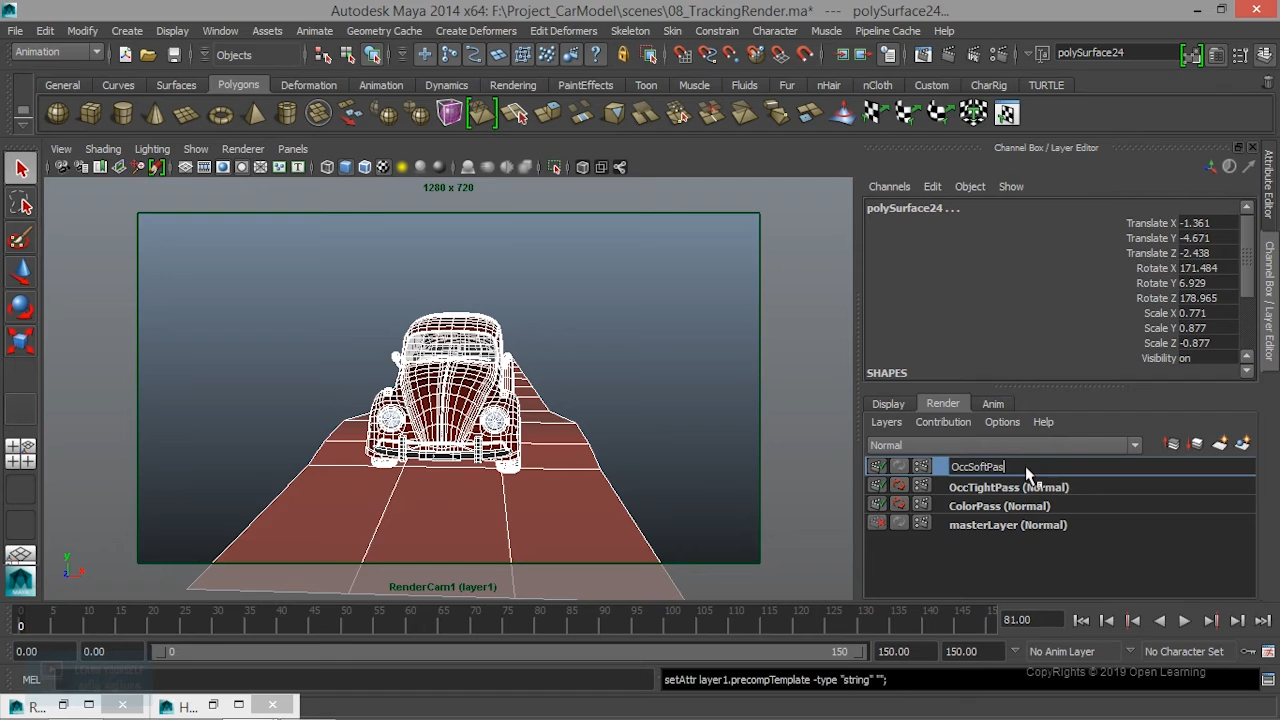 Autodesk Maya 2014 x64: F:\Project_CarModel\scenes\08_TrackingRender.ma* --- polySurface24...
File Edit Modify Create Display Window Assets Animate Geometry Cache Create Deformers Edit Deformers Skeleton Skin Constrain Character Muscle Pipeline Cache Help
Animation Objects polySurface24
General Curves Surfaces Polygons Deformation Animation Dynamics Rendering PaintEffects Toon Muscle Fluids Fur nHair nCloth Custom CharRig TURTLE
View Shading Lighting Show Renderer Panels
Channel Box / Layer Editor
1280 x 720
Channels Edit Object Show
polySurface24...
Translate X -1.361
Translate Y -4.671
Translate Z -2.438
Rotate X 171.484
Rotate Y 6.929
Rotate Z 178.965
Scale X 0.771
Scale Y 0.877
Scale Z -0.877
Visibility on
SHAPES
Attribute Editor
Channel Box / Layer Editor
Display Render Anim
Layers Contribution Options Help
Normal
OccSoftPas
OccTightPass (Normal)
ColorPass (Normal)
masterLayer (Normal)
RenderCam1 (layer1)
y
z x
0 5 10 15 20 25 30 35 40 45 50 55 60 65 70 75 80 85 90 95 100 105 110 115 120 125 130 135 140 145 15
0
81.00
0.00 0.00 0 150 150.00 150.00 No Anim Layer No Character Set
MEL setAttr layer1.precompTemplate -type "string" "";
CopyRights © 2019 Open Learning
R... H...